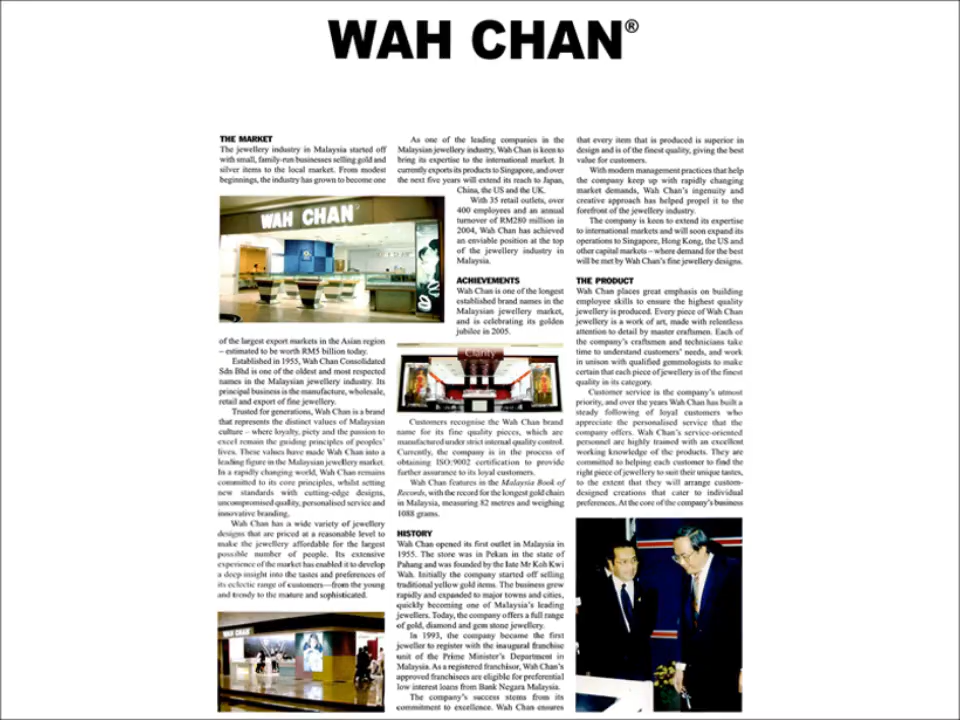 WAH CHAN®
THE MARKET
The jewellery industry in Malaysia started off
with small, family-run businesses selling gold and
silver items to the local market. From modest
beginnings, the industry has grown to become one
WAH CHAN
of the largest export markets in the Asian region
– estimated to be worth RM5 billion today.
Established in 1955, Wah Chan Consolidated
Sdn Bhd is one of the oldest and most respected
names in the Malaysian jewellery industry. Its
principal business is the manufacture, wholesale,
retail and export of fine jewellery.
Trusted for generations, Wah Chan is a brand
that represents the distinct values of Malaysian
culture – where loyalty, piety and the passion to
excel remain the guiding principles of peoples'
lives. These values have made Wah Chan into a
leading figure in the Malaysian jewellery market.
In a rapidly changing world, Wah Chan remains
committed to its core principles, whilst setting
new standards with cutting-edge designs,
uncompromised quality, personalised service and
innovative branding.
Wah Chan has a wide variety of jewellery
designs that are priced at a reasonable level to
make the jewellery affordable for the largest
possible number of people. Its extensive
experience of the market has enabled it to develop
a deep insight into the tastes and preferences of
its eclectic range of customers—from the young
and trendy to the mature and sophisticated.
WAH CHAN
As one of the leading companies in the
Malaysian jewellery industry, Wah Chan is keen to
bring its expertise to the international market. It
currently exports its products to Singapore, and over
the next five years will extend its reach to Japan,
China, the US and the UK.
With 35 retail outlets, over
400 employees and an annual
turnover of RM280 million in
2004, Wah Chan has achieved
an enviable position at the top
of the jewellery industry in
Malaysia.
ACHIEVEMENTS
Wah Chan is one of the longest
established brand names in the
Malaysian jewellery market,
and is celebrating its golden
jubilee in 2005.
Clarity
Customers recognise the Wah Chan brand
name for its fine quality pieces, which are
manufactured under strict internal quality control.
Currently, the company is in the process of
obtaining ISO:9002 certification to provide
further assurance to its loyal customers.
Wah Chan features in the Malaysia Book of
Records, with the record for the longest gold chain
in Malaysia, measuring 82 metres and weighing
1088 grams.
HISTORY
Wah Chan opened its first outlet in Malaysia in
1955. The store was in Pekan in the state of
Pahang and was founded by the late Mr Koh Kwi
Wah. Initially the company started off selling
traditional yellow gold items. The business grew
rapidly and expanded to major towns and cities,
quickly becoming one of Malaysia's leading
jewellers. Today, the company offers a full range
of gold, diamond and gem stone jewellery.
In 1993, the company became the first
jeweller to register with the inaugural franchise
unit of the Prime Minister's Department in
Malaysia. As a registered franchisor, Wah Chan's
approved franchisees are eligible for preferential
low interest loans from Bank Negara Malaysia.
The company's success stems from its
commitment to excellence. Wah Chan ensures
that every item that is produced is superior in
design and is of the finest quality, giving the best
value for customers.
With modern management practices that help
the company keep up with rapidly changing
market demands, Wah Chan's ingenuity and
creative approach has helped propel it to the
forefront of the jewellery industry.
The company is keen to extend its expertise
to international markets and will soon expand its
operations to Singapore, Hong Kong, the US and
other capital markets – where demand for the best
will be met by Wah Chan's fine jewellery designs.
THE PRODUCT
Wah Chan places great emphasis on building
employee skills to ensure the highest quality
jewellery is produced. Every piece of Wah Chan
jewellery is a work of art, made with relentless
attention to detail by master craftsmen. Each of
the company's craftsmen and technicians take
time to understand customers' needs, and work
in unison with qualified gemmologists to make
certain that each piece of jewellery is of the finest
quality in its category.
Customer service is the company's utmost
priority, and over the years Wah Chan has built a
steady following of loyal customers who
appreciate the personalised service that the
company offers. Wah Chan's service-oriented
personnel are highly trained with an excellent
working knowledge of the products. They are
committed to helping each customer to find the
right piece of jewellery to suit their unique tastes,
to the extent that they will arrange custom-
designed creations that cater to individual
preferences. At the core of the company's business